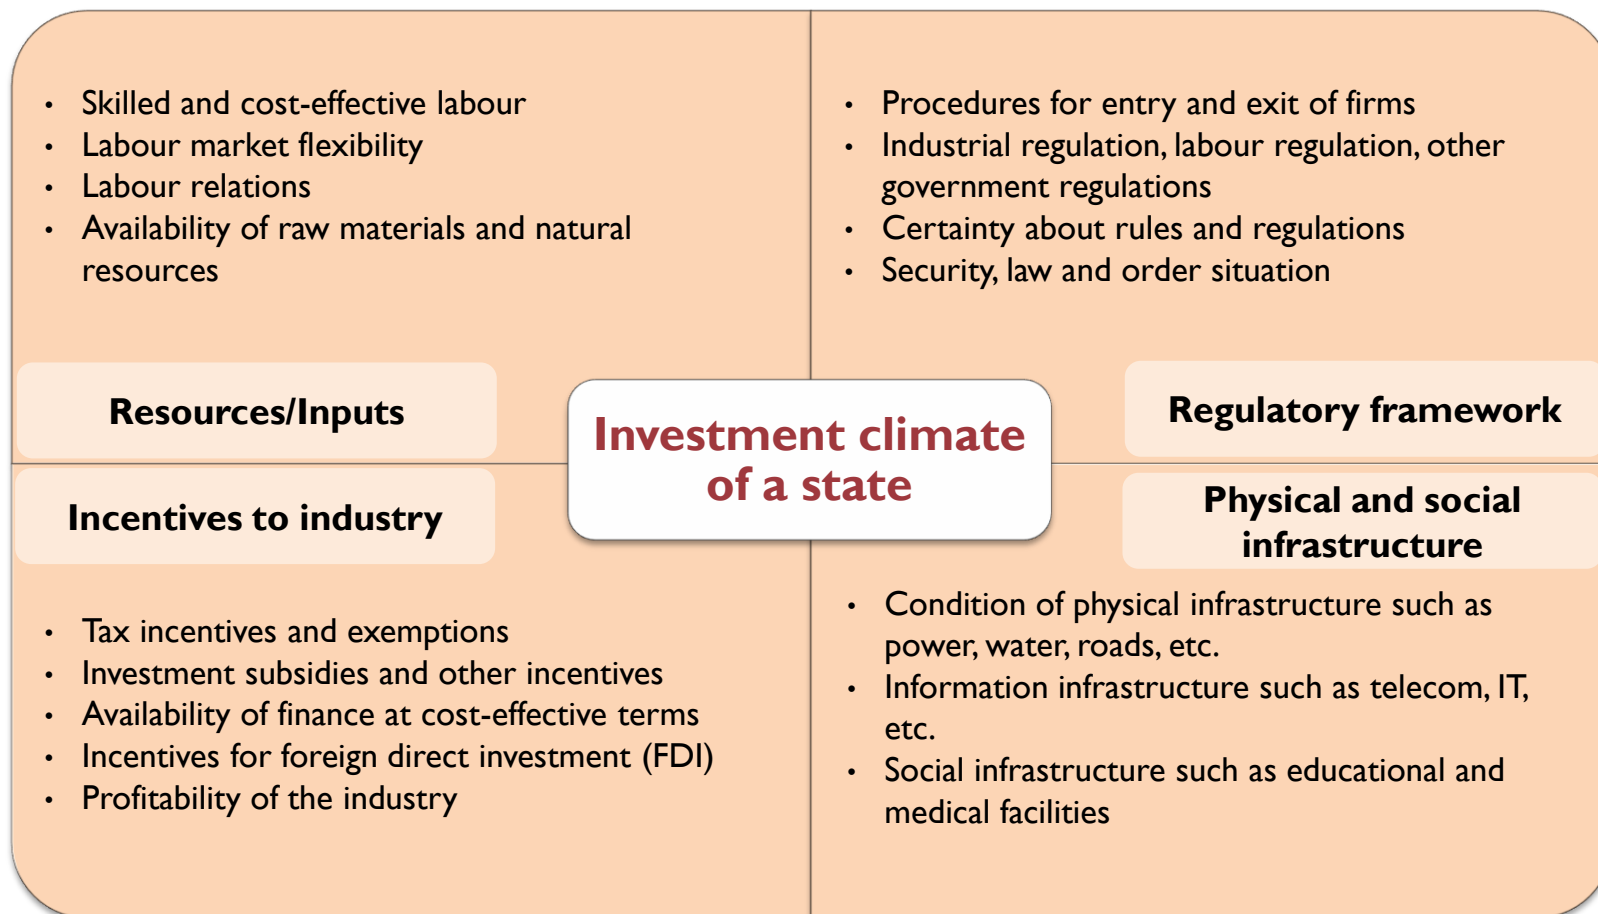 • Skilled and cost-effective labour
• Labour market flexibility
• Labour relations
• Availability of raw materials and natural
resources
Resources/Inputs
• Procedures for entry and exit of firms
• Industrial regulation, labour regulation, other
government regulations
• Certainty about rules and regulations
• Security, law and order situation
Regulatory framework
Investment climate
of a state
Incentives to industry
• Tax incentives and exemptions
• Investment subsidies and other incentives
• Availability of finance at cost-effective terms
• Incentives for foreign direct investment (FDI)
• Profitability of the industry
Physical and social
infrastructure
• Condition of physical infrastructure such as
power, water, roads, etc.
• Information infrastructure such as telecom, IT,
etc.
• Social infrastructure such as educational and
medical facilities